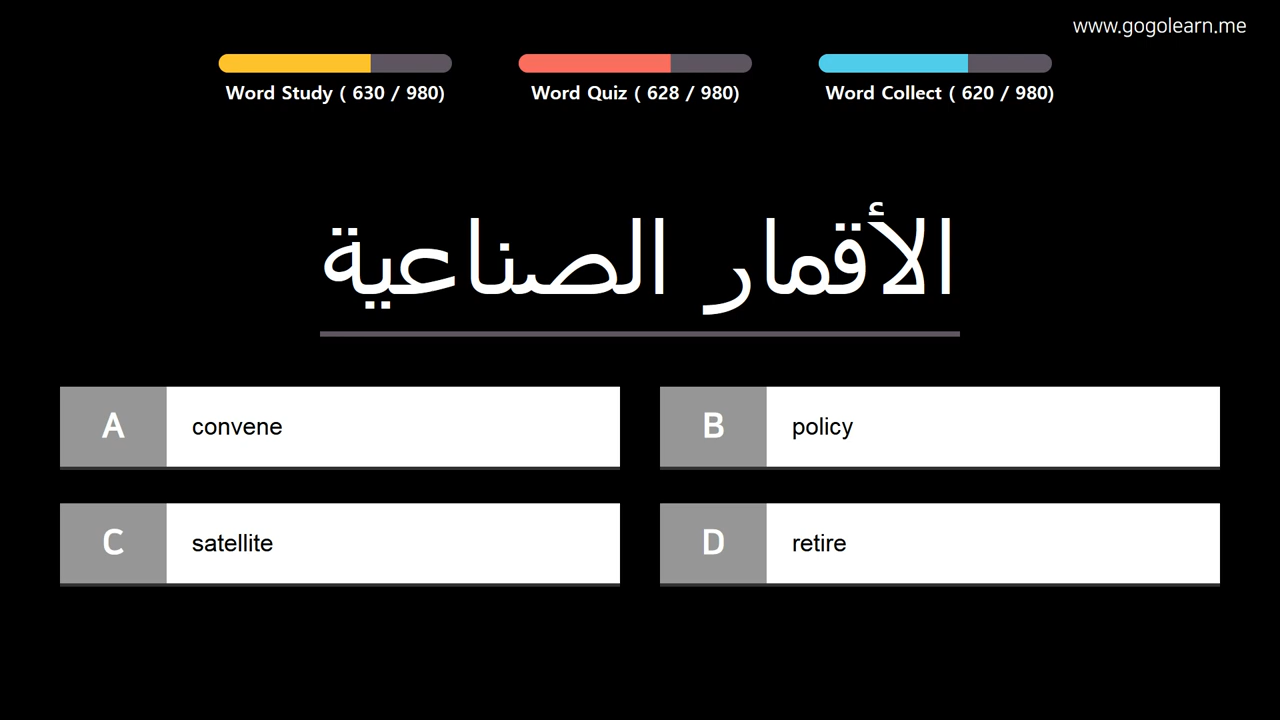 www.gogolearn.me
Word Study ( 630 / 980)
Word Quiz ( 628 / 980)
Word Collect ( 620 / 980)
الأقمار الصناعية
A convene
B policy
C satellite
D retire